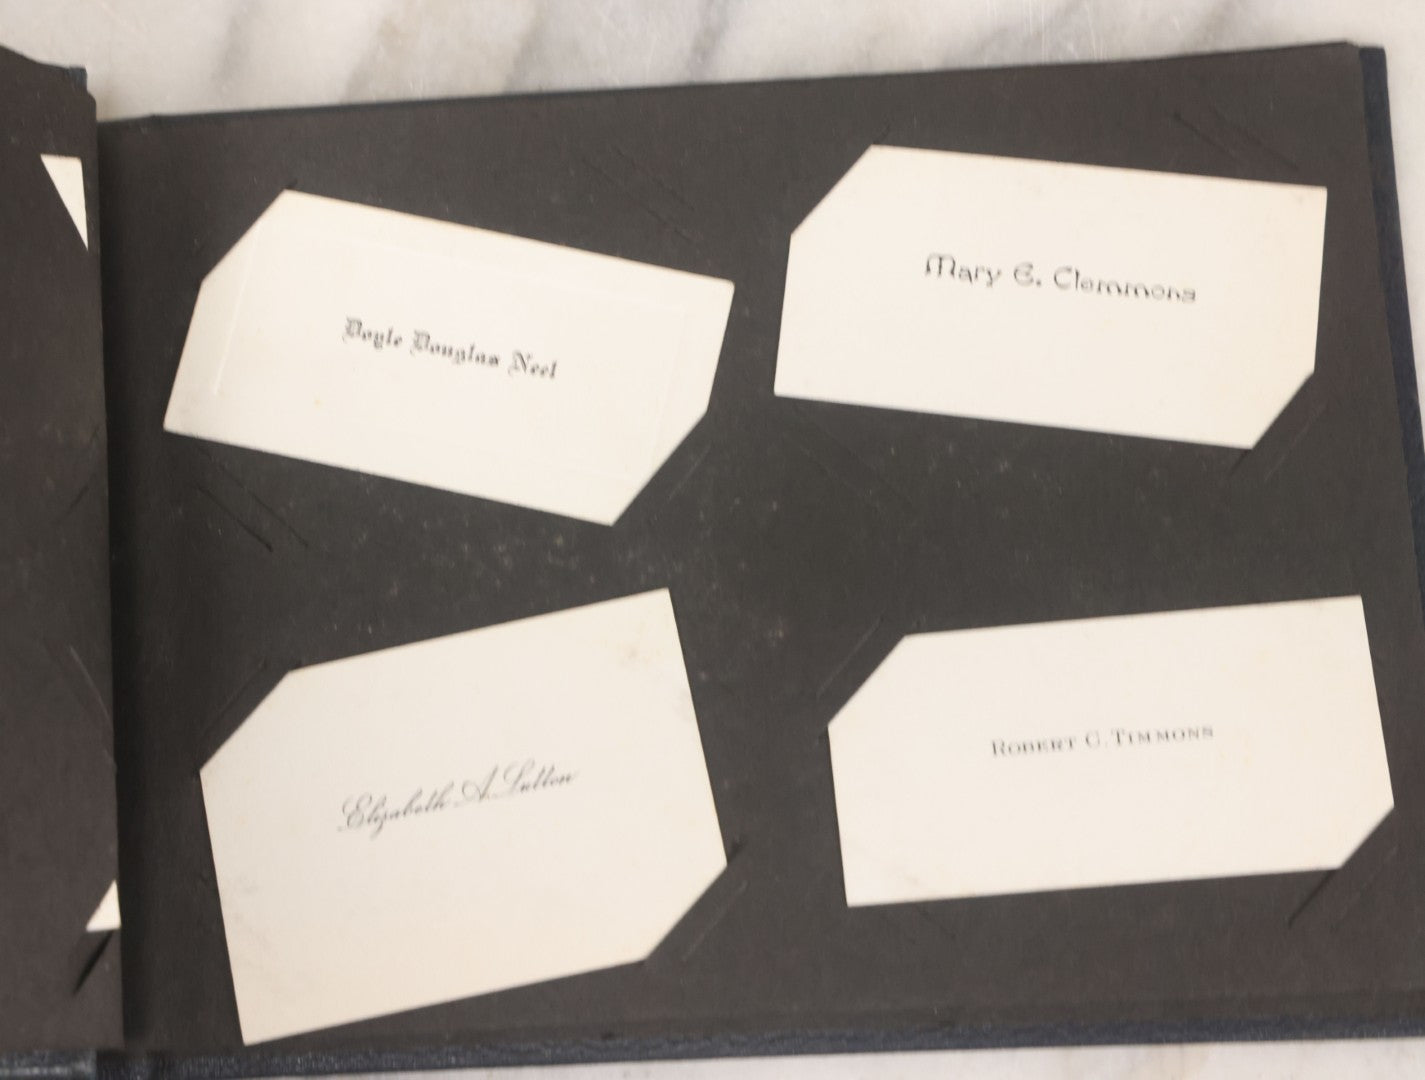 Doyle Douglas Neel
Mary E. Clemmons
Elizabeth A. Sutton
Robert C. Timmons